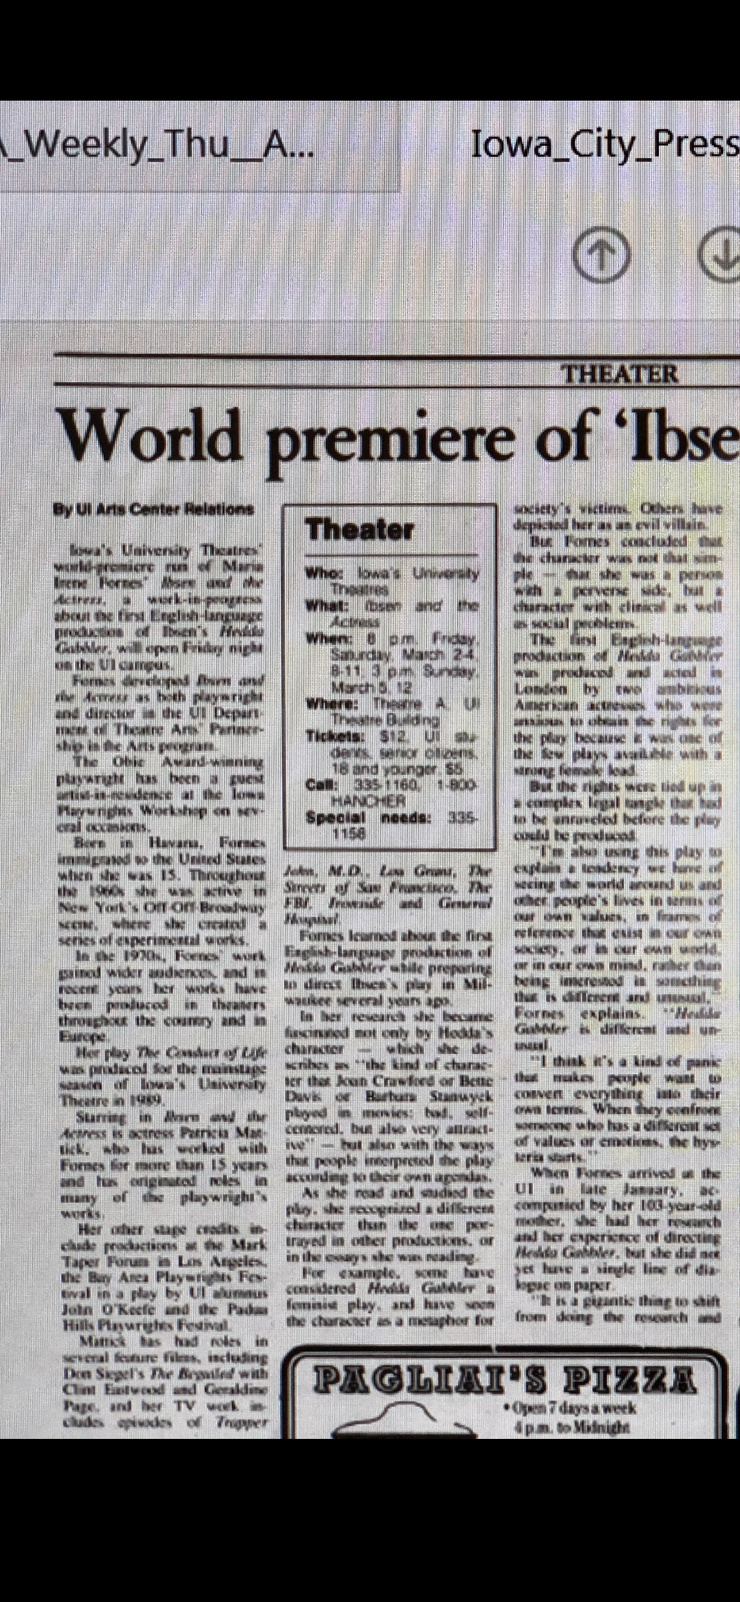 A_Weekly_Thu__A...
Iowa_City_Press
THEATER
World premiere of ‘Ibse
By UI Arts Center Relations
Iowa's University Theatres'
world-premiere run of Maria
Irene Fornes' Ibsen and the
Actress, a work-in-progress
about the first English-language
production of Ibsen's Hedda
Gabbler, will open Friday night
on the UI campus.
Fornes developed Ibsen and
the Actress as both playwright
and director in the UI Depart-
ment of Theatre Arts' Partner-
ship in the Arts program.
The Obie Award-winning
playwright has been a guest
artist-in-residence at the Iowa
Playwrights Workshop on sev-
eral occasions.
Born in Havana, Fornes
immigrated to the United States
when she was 15. Throughout
the 1960s she was active in
New York's Off-Off-Broadway
scene, where she created a
series of experimental works.
In the 1970s, Fornes' work
gained wider audiences, and in
recent years her works have
been produced in theaters
throughout the country and in
Europe.
Her play The Conduct of Life
was produced for the mainstage
season of Iowa's University
Theatre in 1989.
Starring in Ibsen and the
Actress is actress Patricia Mat-
tick, who has worked with
Fornes for more than 15 years
and has originated roles in
many of the playwright's
works.
Her other stage credits in-
clude productions at the Mark
Taper Forum in Los Angeles,
the Bay Area Playwrights Fes-
tival in a play by UI alumnus
John O'Keefe and the Padua
Hills Playwrights Festival.
Mattick has had roles in
several feature films, including
Don Siegel's The Beguiled with
Clint Eastwood and Geraldine
Page, and her TV work in-
cludes episodes of Trapper
Theater
Who: Iowa's University
Theatres
What: Ibsen and the
Actress
When: 8 p.m. Friday,
Saturday, March 2-4,
8-11, 3 p.m. Sunday,
March 5, 12
Where: Theatre A, UI
Theatre Building
Tickets: $12, UI stu-
dents, senior citizens,
18 and younger, $5
Call: 335-1160, 1-800-
HANCHER
Special needs: 335-
1158
John, M.D., Lou Grant, The
Streets of San Francisco, The
FBI, Ironside and General
Hospital.
Fornes learned about the first
English-language production of
Hedda Gabbler while preparing
to direct Ibsen's play in Mil-
waukee several years ago.
In her research she became
fascinated not only by Hedda's
character — which she de-
scribes as "the kind of charac-
ter that Joan Crawford or Bette
Davis or Barbara Stanwyck
played in movies: bad, self-
centered, but also very attract-
ive" — but also with the ways
that people interpreted the play
according to their own agendas.
As she read and studied the
play, she recognized a different
character than the one por-
trayed in other productions, or
in the essays she was reading.
For example, some have
considered Hedda Gabbler a
feminist play, and have seen
the character as a metaphor for
society's victims. Others have
depicted her as an evil villain.
But Fornes concluded that
the character was not that sim-
ple — that she was a person
with a perverse side, but a
character with clinical as well
as social problems.
The first English-language
production of Hedda Gabbler
was produced and acted in
London by two ambitious
American actresses who were
anxious to obtain the rights for
the play because it was one of
the few plays available with a
strong female lead.
But the rights were tied up in
a complex legal tangle that had
to be unraveled before the play
could be produced.
"I'm also using this play to
explain a tendency we have of
seeing the world around us and
other people's lives in terms of
our own values, in frames of
reference that exist in our own
society, or in our own world,
or in our own mind, rather than
being interested in something
that is different and unusual,"
Fornes explains. "Hedda
Gabbler is different and un-
usual.
"I think it's a kind of panic
that makes people want to
convert everything into their
own terms. When they confront
someone who has a different set
of values or emotions, the hys-
teria starts."
When Fornes arrived at the
UI in late January, ac-
companied by her 103-year-old
mother, she had her research
and her experience of directing
Hedda Gabbler, but she did not
yet have a single line of dia-
logue on paper.
"It is a gigantic thing to shift
from doing the research and
PAGLIAI'S PIZZA
• Open 7 days a week
4 p.m. to Midnight